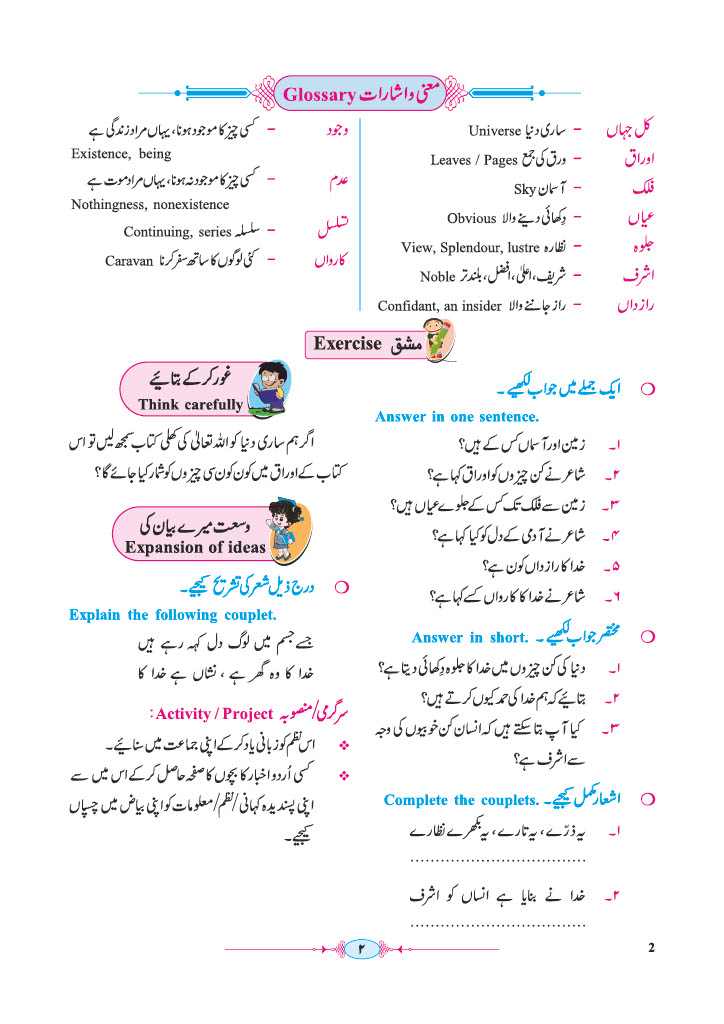 معنی و اشارات Glossary
کل جہاں – ساری دنیا Universe
اوراق – ورق کی جمع Leaves / Pages
فلک – آسمان Sky
عیاں – دِکھائی دینے والا Obvious
جلوہ – نظارہ View, Splendour, lustre
اشرف – شریف، اعلیٰ، افضل، بلند تر Noble
رازداں – راز جاننے والا Confidant, an insider
وجود – کسی چیز کا موجود ہونا، یہاں مراد زندگی ہے
Existence, being
عدم – کسی چیز کا موجود نہ ہونا، یہاں مراد موت ہے
Nothingness, nonexistence
تسلسل – سلسلہ Continuing, series
کارواں – کئی لوگوں کا ساتھ سفر کرنا Caravan
مشق Exercise
❍ ایک جملے میں جواب لکھیے ۔
Answer in one sentence.
۱۔ زمین اور آسماں کس کے ہیں؟
۲۔ شاعر نے کن چیزوں کو اوراق کہا ہے؟
۳۔ زمین سے فلک تک کس کے جلوے عیاں ہیں؟
۴۔ شاعر نے آدمی کے دل کو کیا کہا ہے؟
۵۔ خدا کا رازداں کون ہے؟
۶۔ شاعر نے خدا کا کارواں کسے کہا ہے؟
❍ مختصر جواب لکھیے ۔ Answer in short.
۱۔ دنیا کی کن چیزوں میں خدا کا جلوہ دِکھائی دیتا ہے؟
۲۔ بتائیے کہ ہم خدا کی حمد کیوں کرتے ہیں؟
۳۔ کیا آپ بتا سکتے ہیں کہ انسان کن خوبیوں کی وجہ
سے اشرف ہے؟
❍ اشعار مکمل کیجیے۔ Complete the couplets.
۱۔ یہ ذرّے، یہ تارے، یہ بکھرے نظارے
..................................
۲۔ خدا نے بنایا ہے انساں کو اشرف
..................................
غور کر کے بتائیے
Think carefully
اگر ہم ساری دنیا کو اللہ تعالیٰ کی کھلی کتاب سمجھ لیں تو اس
کتاب کے اوراق میں کون کون سی چیزوں کو شمار کیا جائے گا؟
وسعت میرے بیان کی
Expansion of ideas
❍ درج ذیل شعر کی تشریح کیجیے۔
Explain the following couplet.
جسے جسم میں لوگ دل کہہ رہے ہیں
خدا کا وہ گھر ہے ، نشاں ہے خدا کا
سرگرمی/منصوبہ Activity / Project :
❖ اس نظم کو زبانی یاد کر کے اپنی جماعت میں سنائیے۔
❖ کسی اُردو اخبار کا بچوں کا صفحہ حاصل کر کے اس میں سے
اپنی پسندیدہ کہانی/نظم/معلومات کو اپنی بیاض میں چسپاں
کیجیے۔
۲
2